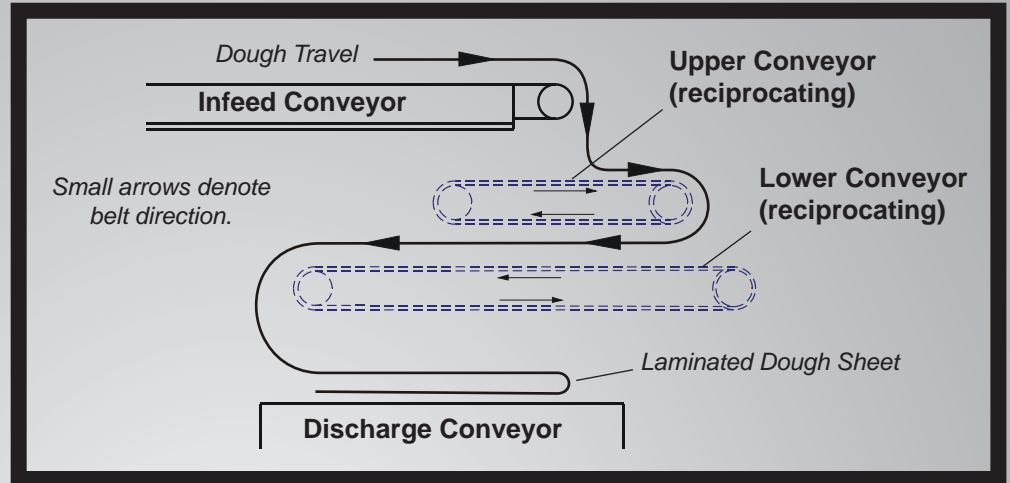 Dough Travel
Infeed Conveyor
Upper Conveyor
(reciprocating)
Small arrows denote
belt direction.
Lower Conveyor
(reciprocating)
Laminated Dough Sheet
Discharge Conveyor